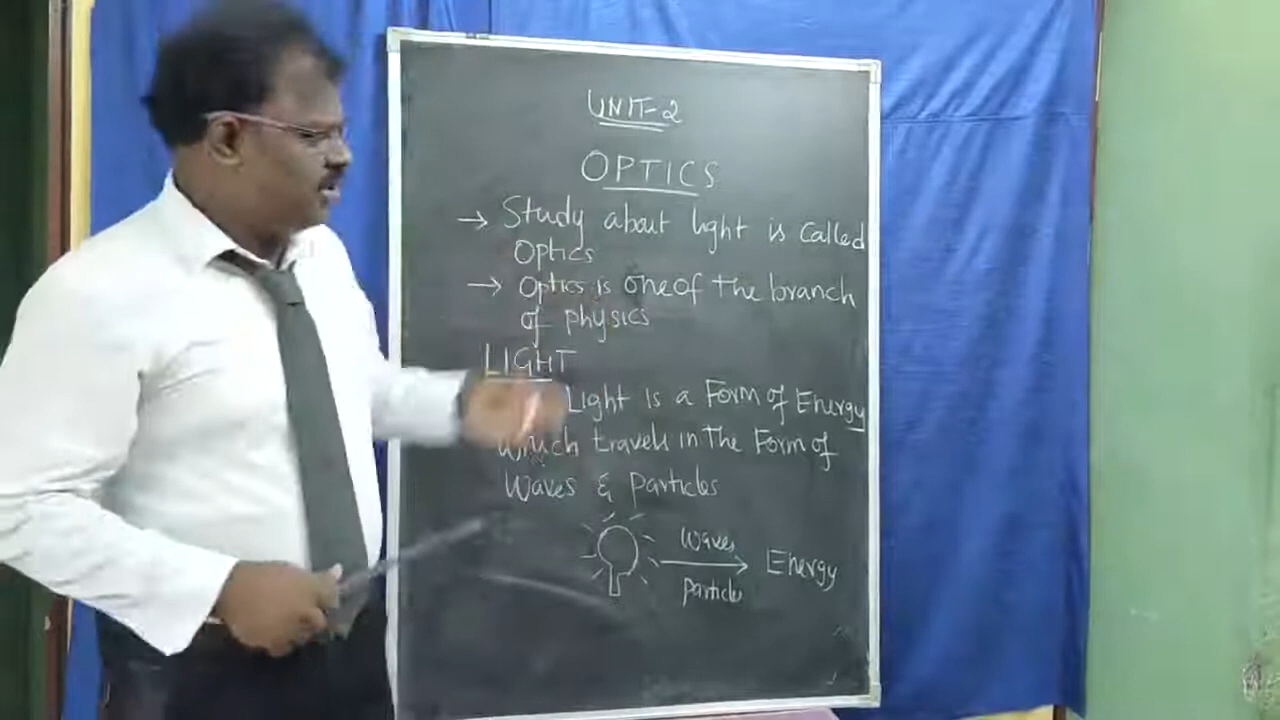 UNIT-2
OPTICS
→ Study about light is called
Optics
→ Optics is one of the branch
of physics
LIGHT
Light is a Form of Energy
Which travels in The Form of
Waves & Particles
Waves
Energy
Particles